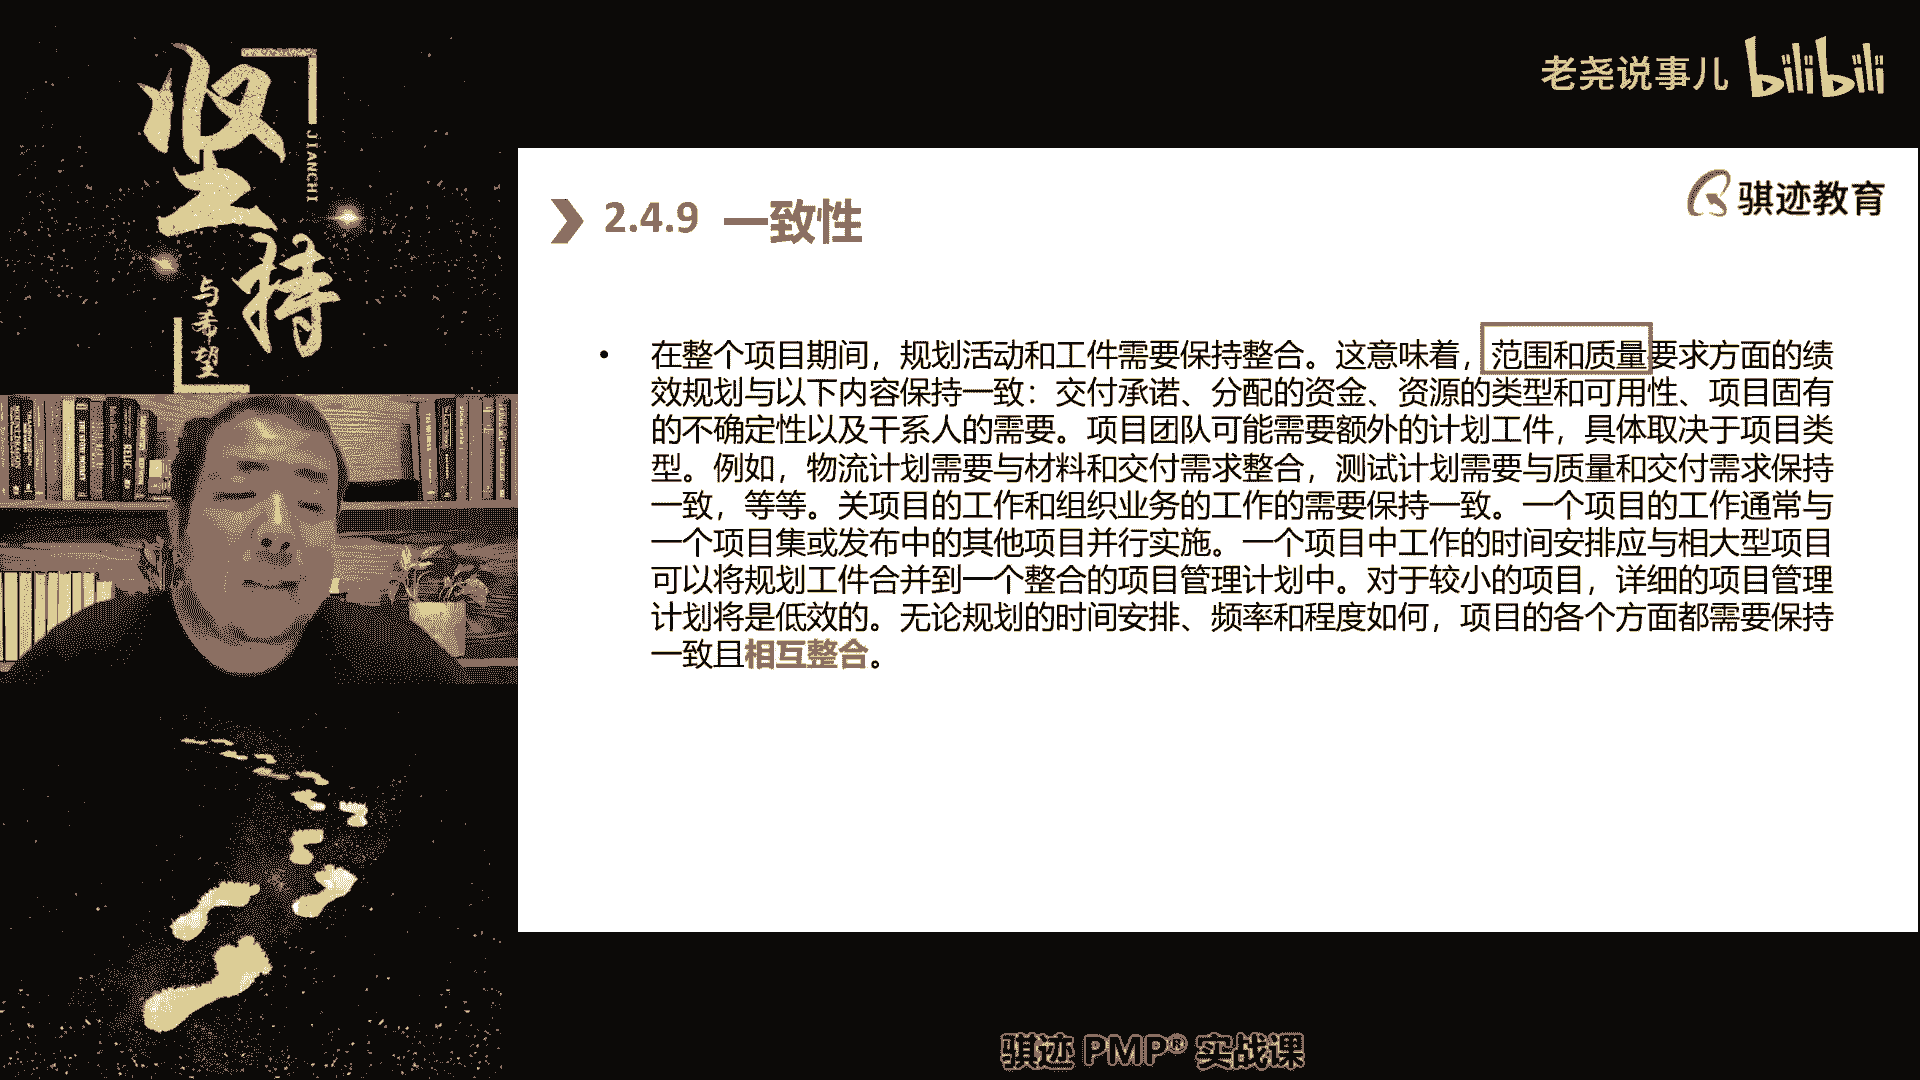 坚持
JIANCHI
与希望
老尧说事儿 bilibili
骐迹教育
2.4.9 一致性
• 在整个项目期间，规划活动和工件需要保持整合。这意味着，范围和质量要求方面的绩
效规划与以下内容保持一致：交付承诺、分配的资金、资源的类型和可用性、项目固有
的不确定性以及干系人的需要。项目团队可能需要额外的计划工件，具体取决于项目类
型。例如，物流计划需要与材料和交付需求整合，测试计划需要与质量和交付需求保持
一致，等等。关项目的工作和组织业务的工作的需要保持一致。一个项目的工作通常与
一个项目集或发布中的其他项目并行实施。一个项目中工作的时间安排应与相大型项目
可以将规划工件合并到一个整合的项目管理计划中。对于较小的项目，详细的项目管理
计划将是低效的。无论规划的时间安排、频率和程度如何，项目的各个方面都需要保持
一致且相互整合。
骐迹 PMP® 实战课